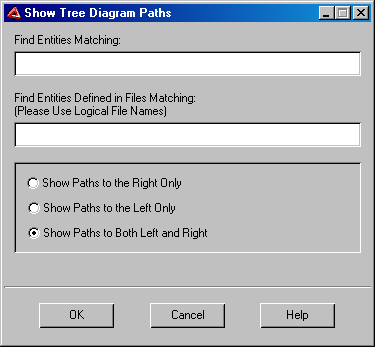 Show Tree Diagram Paths
Find Entities Matching:
Find Entities Defined in Files Matching:
(Please Use Logical File Names)
Show Paths to the Right Only
Show Paths to the Left Only
Show Paths to Both Left and Right
OK Cancel Help